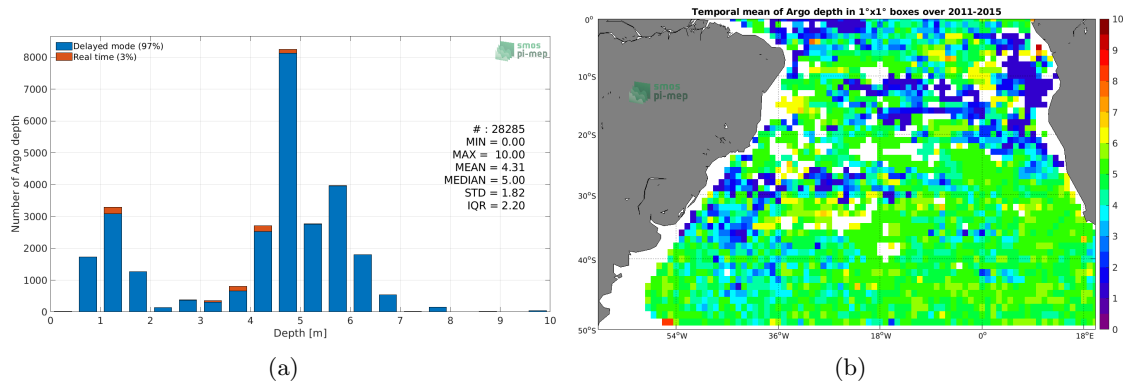 Delayed mode (97%)
Real time (3%)
smos
pi-mep
# : 28285
MIN = 0.00
MAX = 10.00
MEAN = 4.31
MEDIAN = 5.00
STD = 1.82
IQR = 2.20
Number of Argo depth
8000
7000
6000
5000
4000
3000
2000
1000
0
0 1 2 3 4 5 6 7 8 9 10
Depth [m]
(a)
Temporal mean of Argo depth in 1°x1° boxes over 2011-2015
smos
pi-mep
0°
10°S
20°S
30°S
40°S
50°S
54°W 36°W 18°W 0° 18°E
10
9
8
7
6
5
4
3
2
1
0
(b)